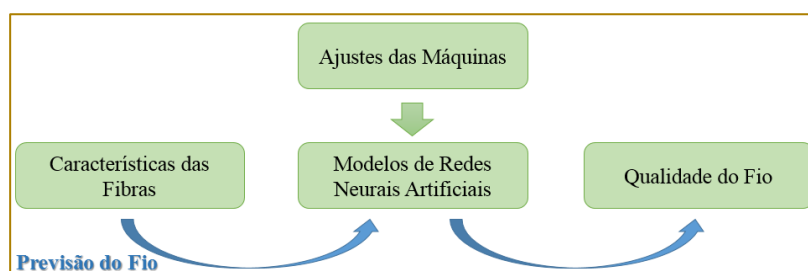 Ajustes das Máquinas
Características das
Fibras
Modelos de Redes
Neurais Artificiais
Qualidade do Fio
Previsão do Fio